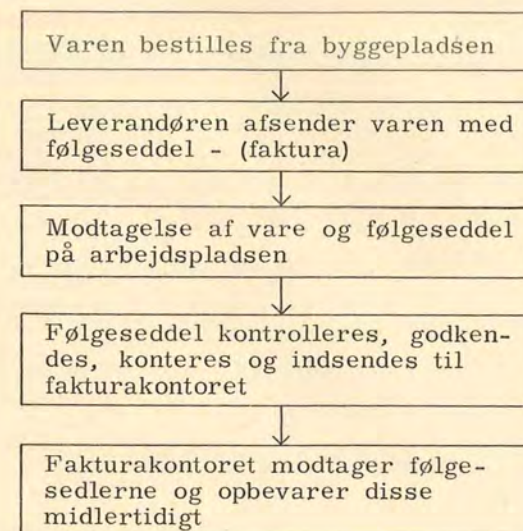 Varen bestilles fra byggepladsen
Leverandøren afsender varen med
følgeseddel - (faktura)
Modtagelse af vare og følgeseddel
på arbejdspladsen
Følgeseddel kontrolleres, godken-
des, konteres og indsendes til
fakturakontoret
Fakturakontoret modtager følge-
sedlerne og opbevarer disse
midlertidigt